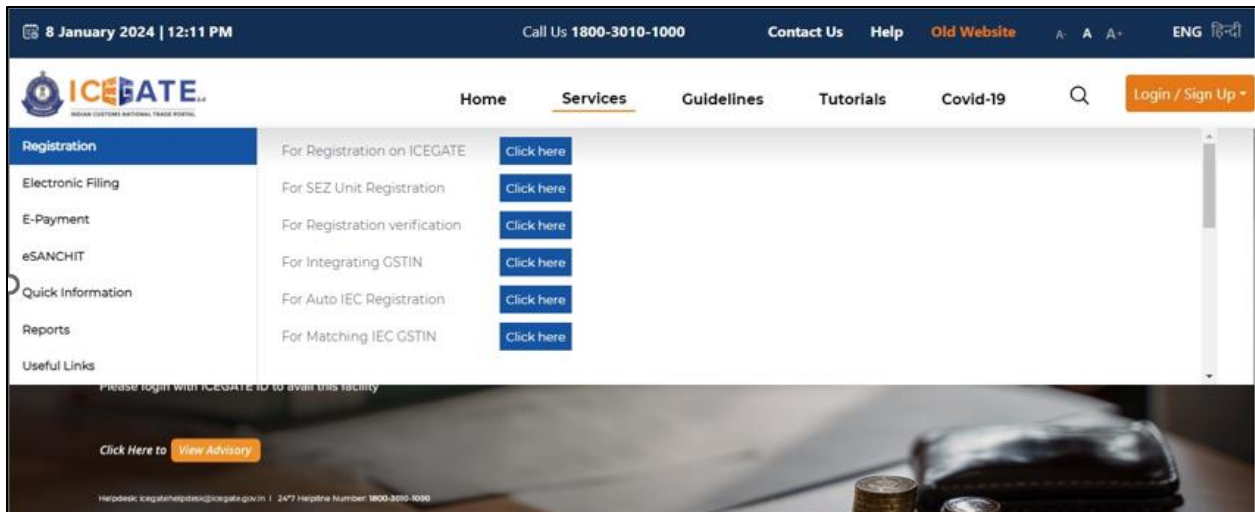 8 January 2024 | 12:11 PM Call Us 1800-3010-1000 Contact Us Help Old Website A- A A+ ENG हिन्दी
ICEGATE
INDIAN CUSTOMS NATIONAL TRADE PORTAL
Home Services Guidelines Tutorials Covid-19 Login / Sign Up
Registration
Electronic Filing
E-Payment
eSANCHIT
Quick Information
Reports
Useful Links
For Registration on ICEGATE Click here
For SEZ Unit Registration Click here
For Registration verification Click here
For Integrating GSTIN Click here
For Auto IEC Registration Click here
For Matching IEC GSTIN Click here
Please login with ICEGATE ID to avail this facility
Click Here to View Advisory
Helpdesk: icegatehelpdesk@icegate.gov.in | 24*7 Helpline Number: 1800-3010-1000